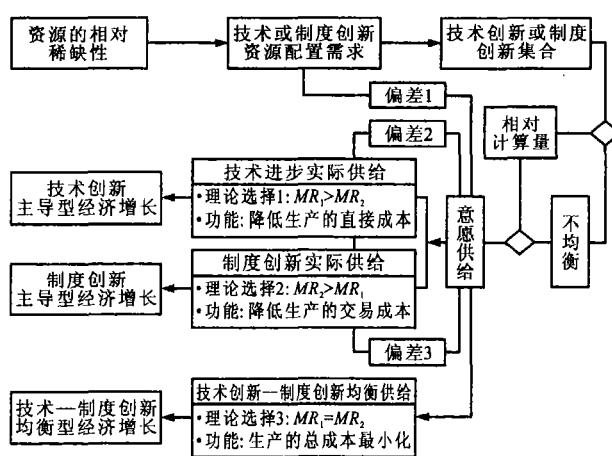 资源的相对
稀缺性
技术或制度创新
资源配置需求
技术创新或制度
创新集合
偏差1
偏差2
相对
计算量
技术进步实际供给
•理论选择1:MR₁>MR₂
•功能:降低生产的直接成本
技术创新
主导型经济增长
意愿供给
不均衡
制度创新实际供给
•理论选择2:MR₂>MR₁
•功能:降低生产的交易成本
制度创新
主导型经济增长
偏差3
技术创新—制度创新均衡供给
•理论选择3:MR₁=MR₂
•功能:生产的总成本最小化
技术—制度创新
均衡型经济增长